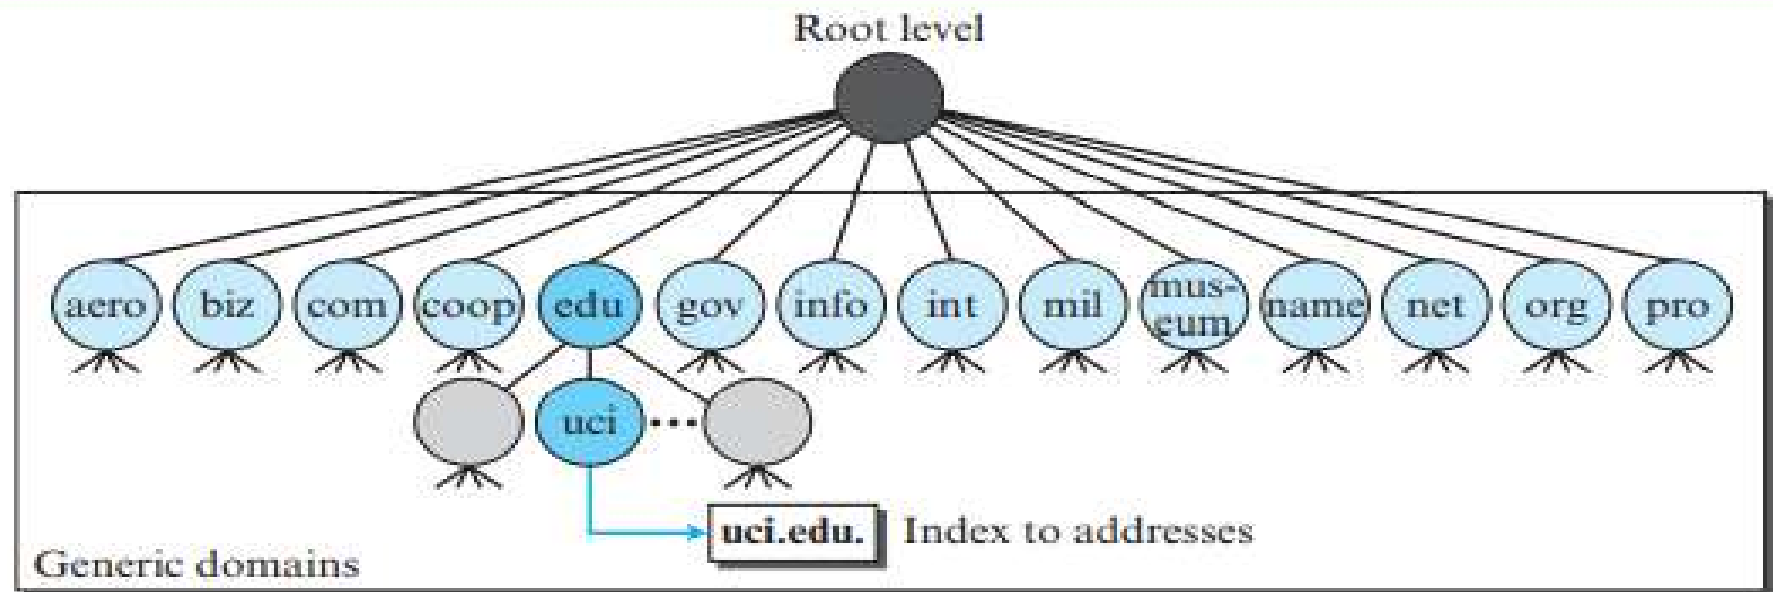 Root level
aero biz com coop edu gov info int mil mus- name net org pro
eum
uci
uci.edu. Index to addresses
Generic domains